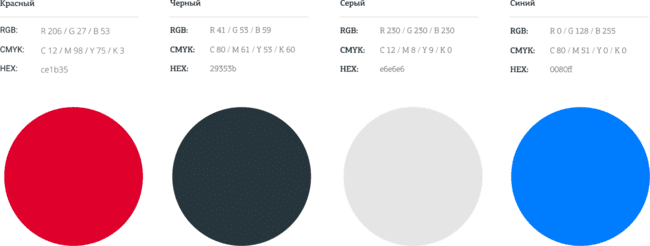 Красный
RGB: R 206 / G 27 / B 53
CMYK: C 12 / M 98 / Y 75 / K 3
HEX: ce1b35
Черный
RGB: R 41 / G 53 / B 59
CMYK: C 80 / M 61 / Y 53 / K 60
HEX: 29353b
Серый
RGB: R 230 / G 230 / B 230
CMYK: C 12 / M 8 / Y 9 / K 0
HEX: e6e6e6
Синий
RGB: R 0 / G 128 / B 255
CMYK: C 80 / M 51 / Y 0 / K 0
HEX: 0080ff